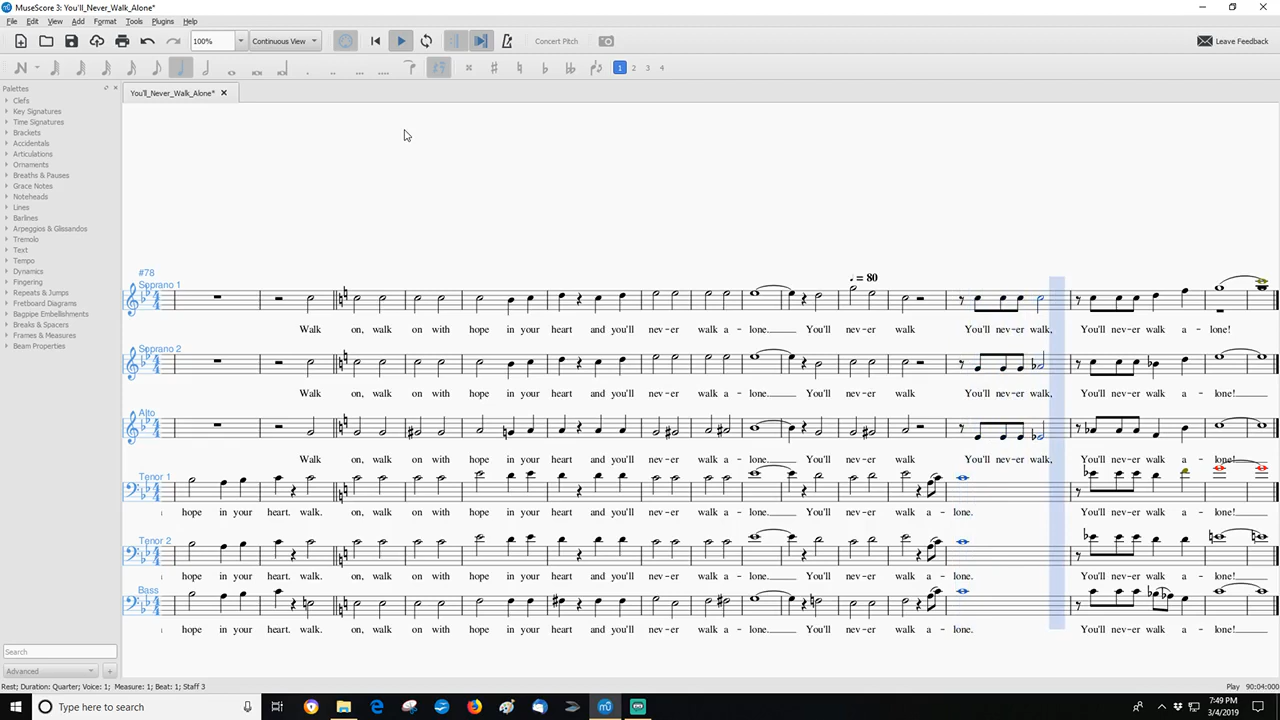 MuseScore 3: You'll_Never_Walk_Alone*
File Edit View Add Format Tools Plugins Help
100% Continuous View Concert Pitch Leave Feedback
1 2 3 4
Palettes
You'll_Never_Walk_Alone*
Clefs
Key Signatures
Time Signatures
Brackets
Accidentals
Articulations
Ornaments
Breaths & Pauses
Grace Notes
Noteheads
Lines
Barlines
Arpeggios & Glissandos
Tremolo
Text
Tempo
Dynamics
Fingering
Repeats & Jumps
Fretboard Diagrams
Bagpipe Embellishments
Breaks & Spacers
Frames & Measures
Beam Properties
#78
Soprano 1
= 80
Walk on, walk on with hope in your heart and you'll nev-er walk a - lone. You'll nev-er walk You'll nev-er walk, You'll nev-er walk a - lone!
Soprano 2
Walk on, walk on with hope in your heart and you'll nev-er walk a - lone. You'll nev-er walk You'll nev-er walk, You'll nev-er walk a - lone!
Alto
Walk on, walk on with hope in your heart and you'll nev-er walk a - lone. You'll nev-er walk You'll nev-er walk, You'll nev-er walk a - lone!
Tenor 1
hope in your heart. walk. on, walk on with hope in your heart and you'll nev-er walk a - lone. You'll nev-er walk a - lone. You'll nev-er walk a - lone!
Tenor 2
hope in your heart. walk. on, walk on with hope in your heart and you'll nev-er walk a - lone. You'll nev-er walk a - lone. You'll nev-er walk a - lone!
Bass
hope in your heart. walk. on, walk on with hope in your heart and you'll nev-er walk a - lone. You'll nev-er walk a - lone. You'll nev-er walk a - lone!
Search
Advanced +
Rest; Duration: Quarter; Voice: 1; Measure: 1; Beat: 1; Staff 3 Play 90:04:000
Type here to search
7:49 PM
3/4/2019